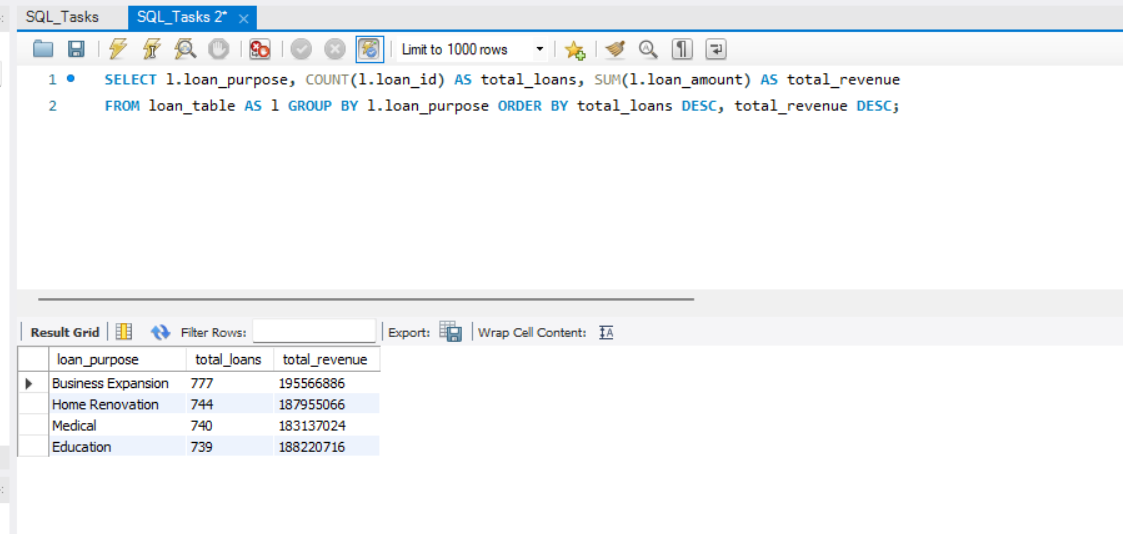 SQL_Tasks SQL_Tasks 2*
Limit to 1000 rows
1 SELECT l.loan_purpose, COUNT(l.loan_id) AS total_loans, SUM(l.loan_amount) AS total_revenue
2 FROM loan_table AS l GROUP BY l.loan_purpose ORDER BY total_loans DESC, total_revenue DESC;
Result Grid Filter Rows: Export: Wrap Cell Content:
loan_purpose total_loans total_revenue
Business Expansion 777 195566886
Home Renovation 744 187955066
Medical 740 183137024
Education 739 188220716